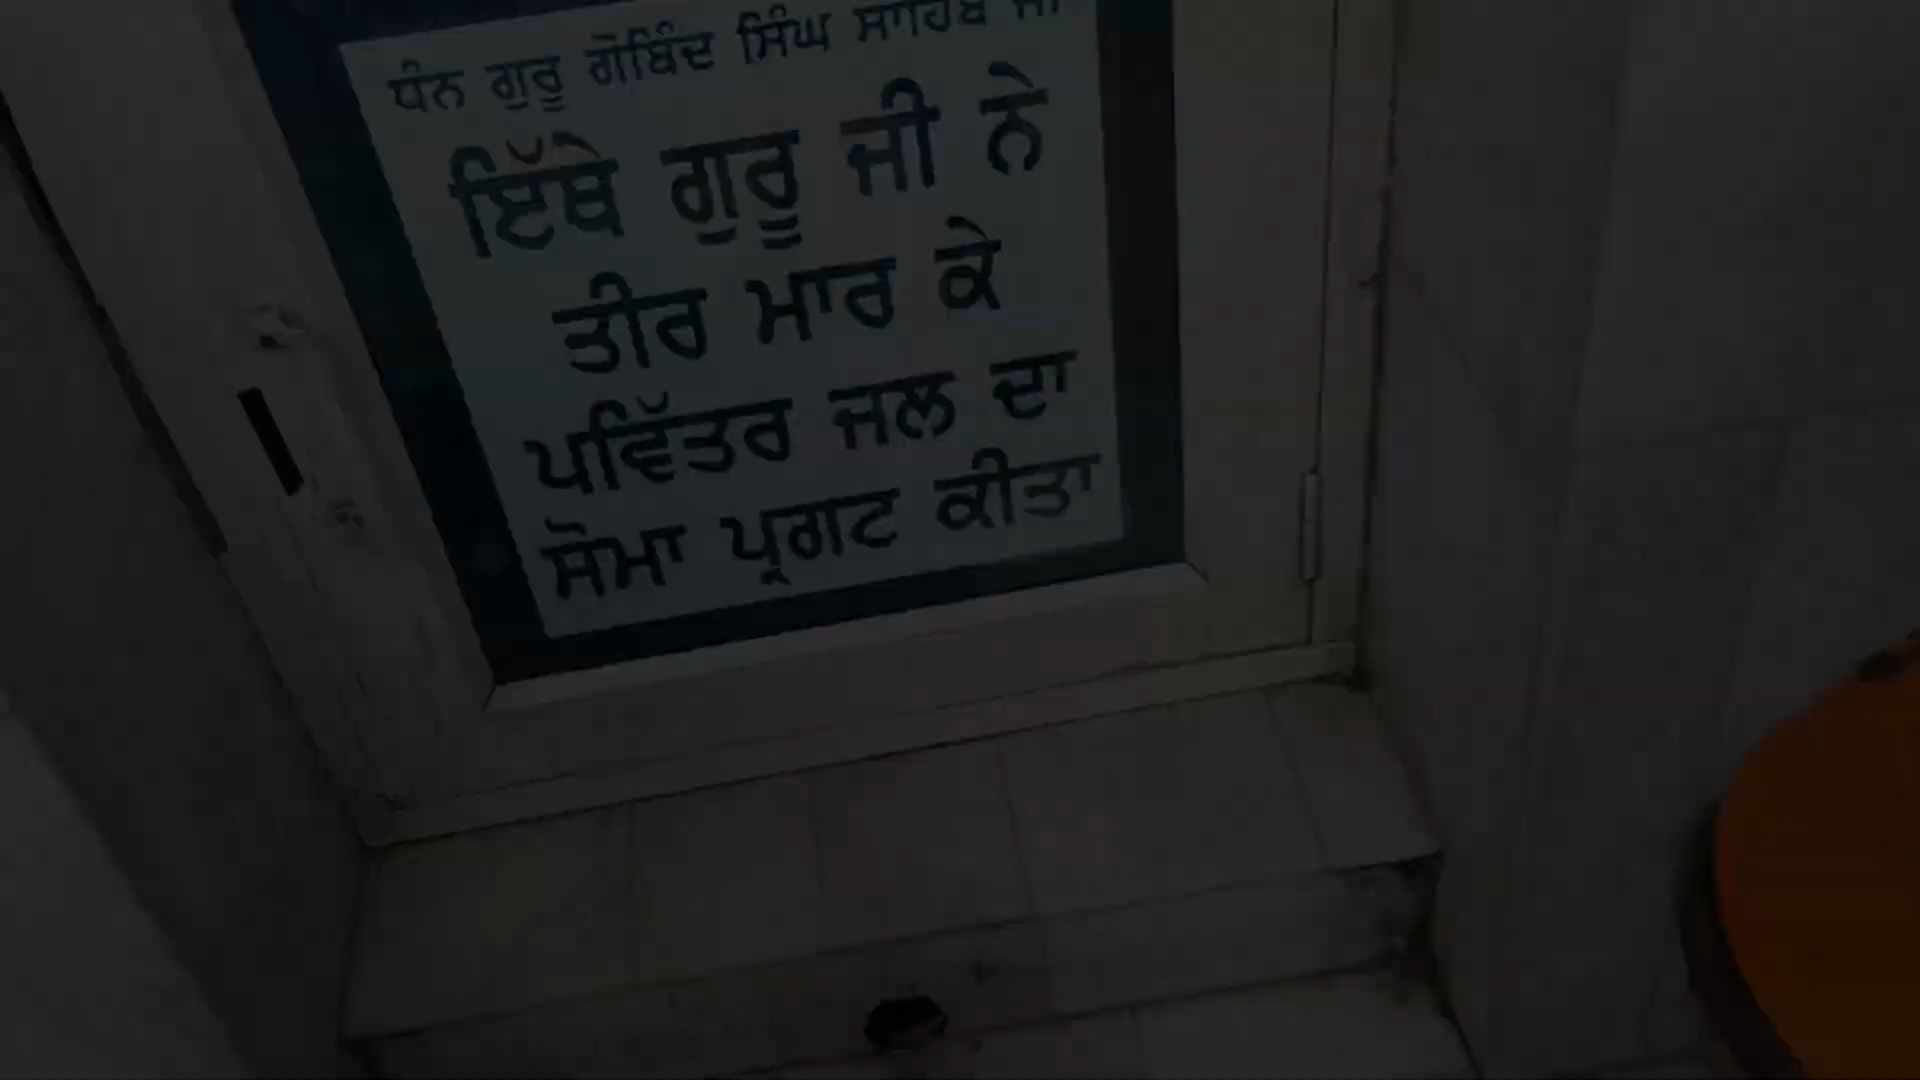 ਧੰਨ ਗੁਰੂ ਗੋਬਿੰਦ ਸਿੰਘ ਸਾਹਿਬ ਜੀ
ਇੱਥੇ ਗੁਰੂ ਜੀ ਨੇ
ਤੀਰ ਮਾਰ ਕੇ
ਪਵਿੱਤਰ ਜਲ ਦਾ
ਸੋਮਾ ਪ੍ਰਗਟ ਕੀਤਾ